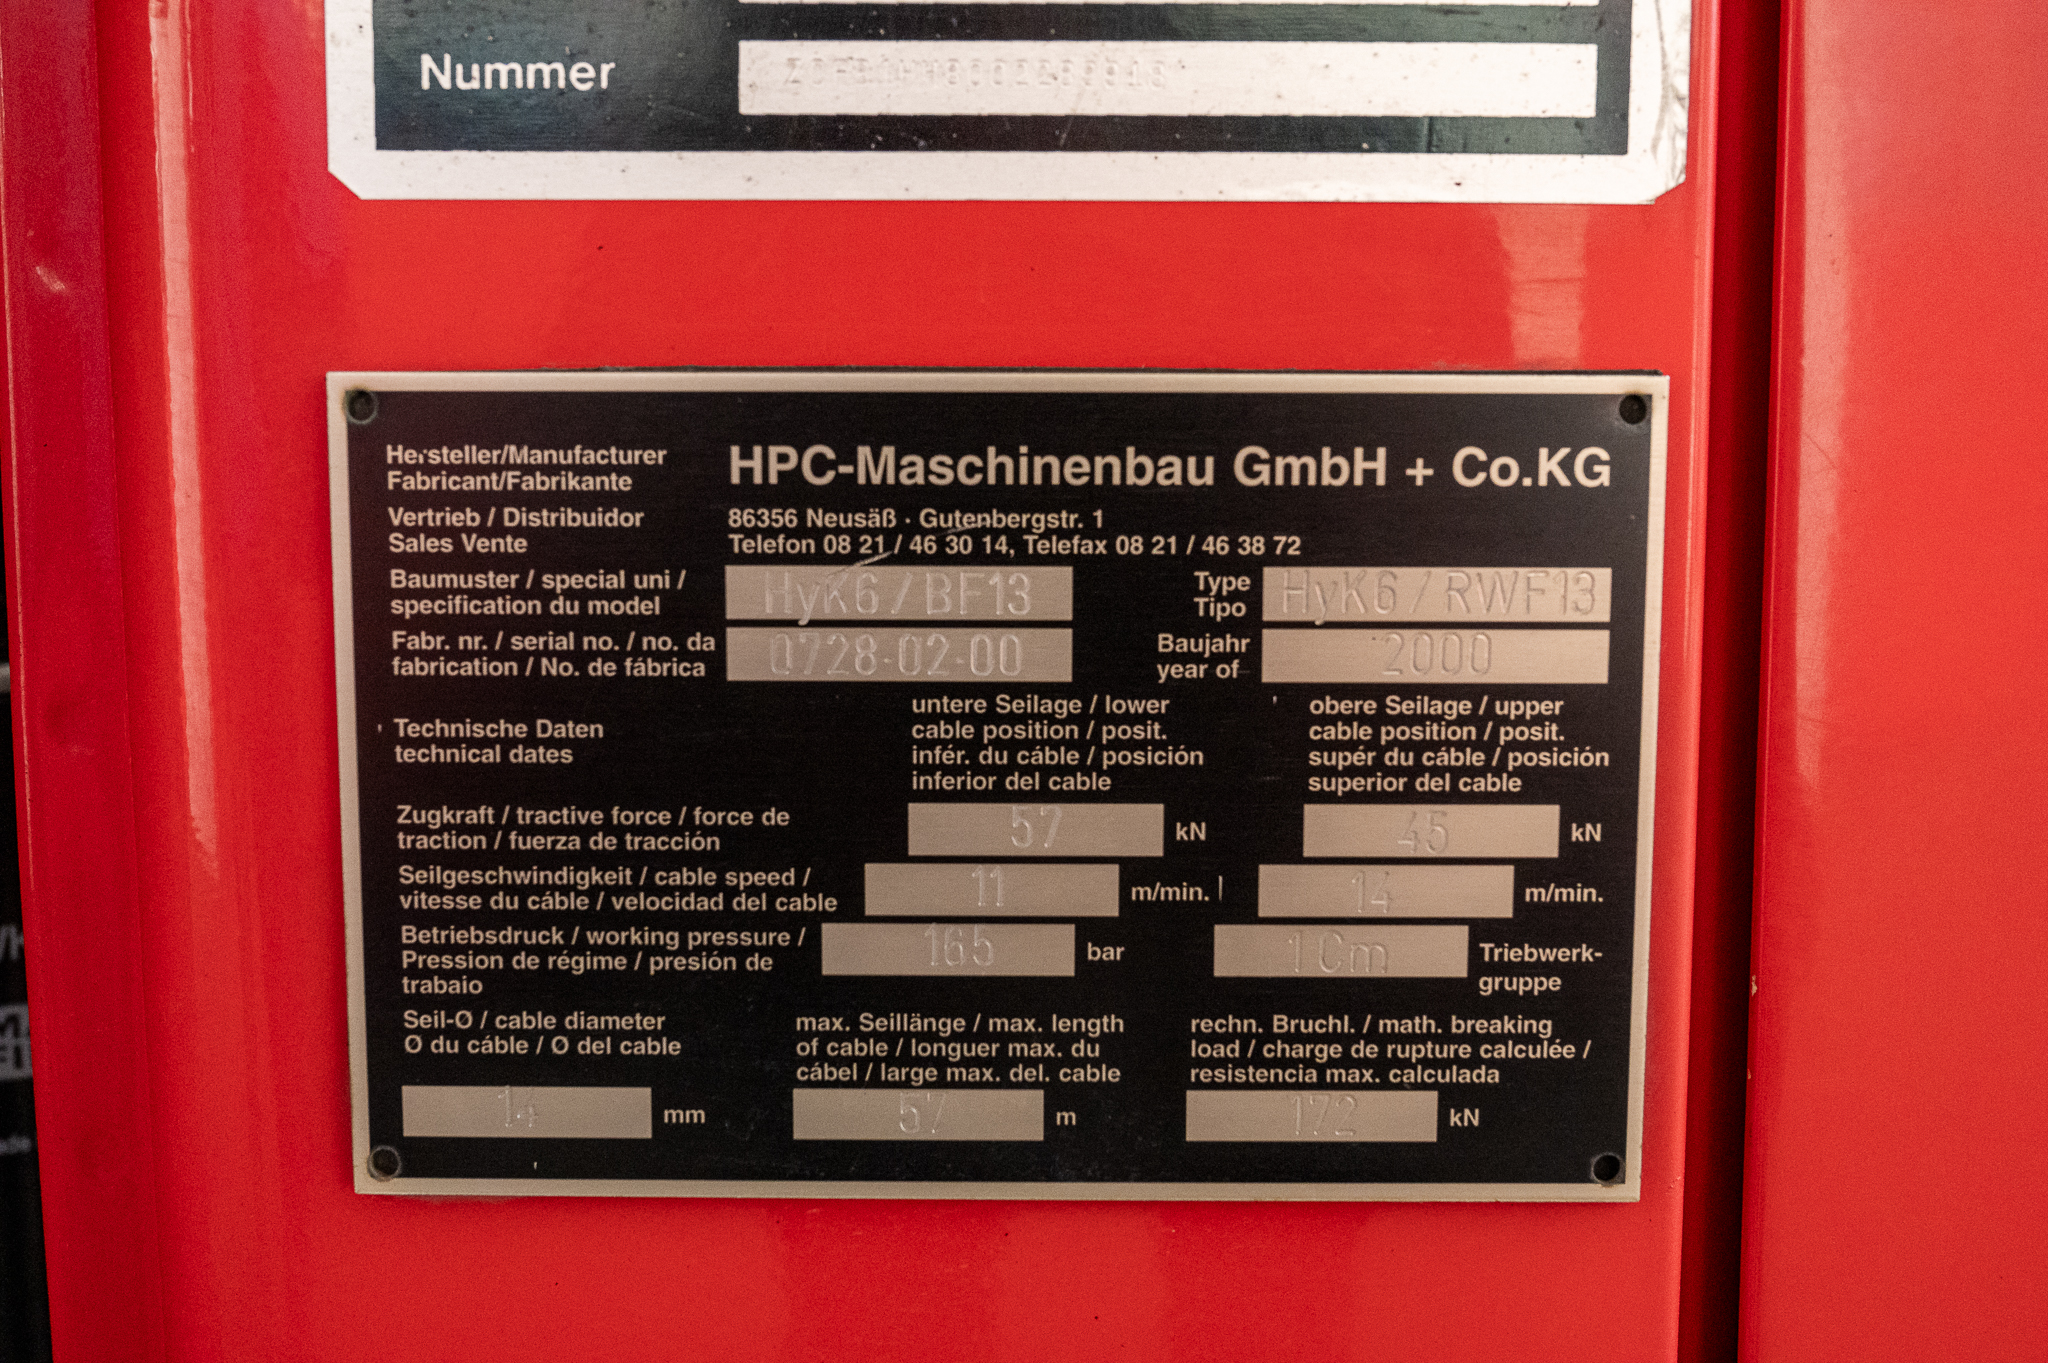 Nummer
Hersteller/Manufacturer
Fabricant/Fabrikante
HPC-Maschinenbau GmbH + Co.KG
Vertrieb / Distribuidor
Sales Vente
86356 Neusäß · Gutenbergstr. 1
Telefon 08 21 / 46 30 14, Telefax 08 21 / 46 38 72
Baumuster / special uni /
specification du model
HyK6 / BF13
Type
Tipo
HyK6 / RWF13
Fabr. nr. / serial no. / no. da
fabrication / No. de fábrica
0728-02-00
Baujahr
year of
2000
Technische Daten
technical dates
untere Seilage / lower
cable position / posit.
infér. du cáble / posición
inferior del cable
obere Seilage / upper
cable position / posit.
supér du cáble / posición
superior del cable
Zugkraft / tractive force / force de
traction / fuerza de tracción
57 kN
45 kN
Seilgeschwindigkeit / cable speed /
vitesse du cáble / velocidad del cable
11 m/min.
14 m/min.
Betriebsdruck / working pressure /
Pression de régime / presión de
trabaio
165 bar
1Cm
Triebwerk-
gruppe
Seil-Ø / cable diameter
Ø du cáble / Ø del cable
14 mm
max. Seillänge / max. length
of cable / longuer max. du
cábel / large max. del. cable
57 m
rechn. Bruchl. / math. breaking
load / charge de rupture calculée /
resistencia max. calculada
172 kN